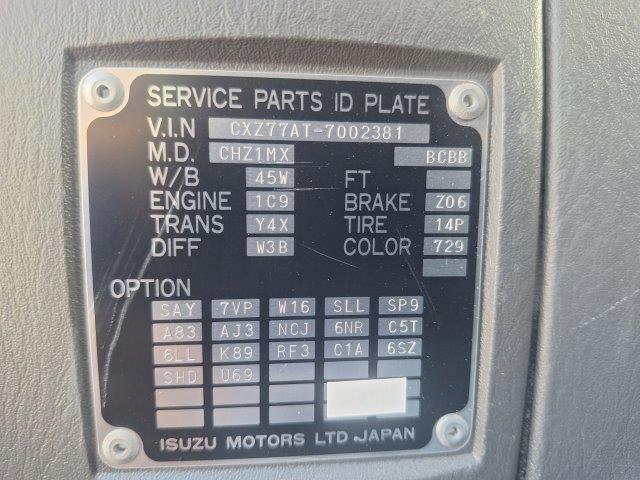 SERVICE PARTS ID PLATE
V.I.N CXZ77AT-7002381
M.D. CHZ1MX BCBB
W/B 45W FT
ENGINE 1C9 BRAKE Z06
TRANS Y4X TIRE 14P
DIFF W3B COLOR 729
OPTION
SAY 7VP W16 SLL SP9
A83 AJ3 NCJ 6NR C5T
6LL K89 RF3 C1A 6SZ
SHD U69
ISUZU MOTORS LTD.JAPAN